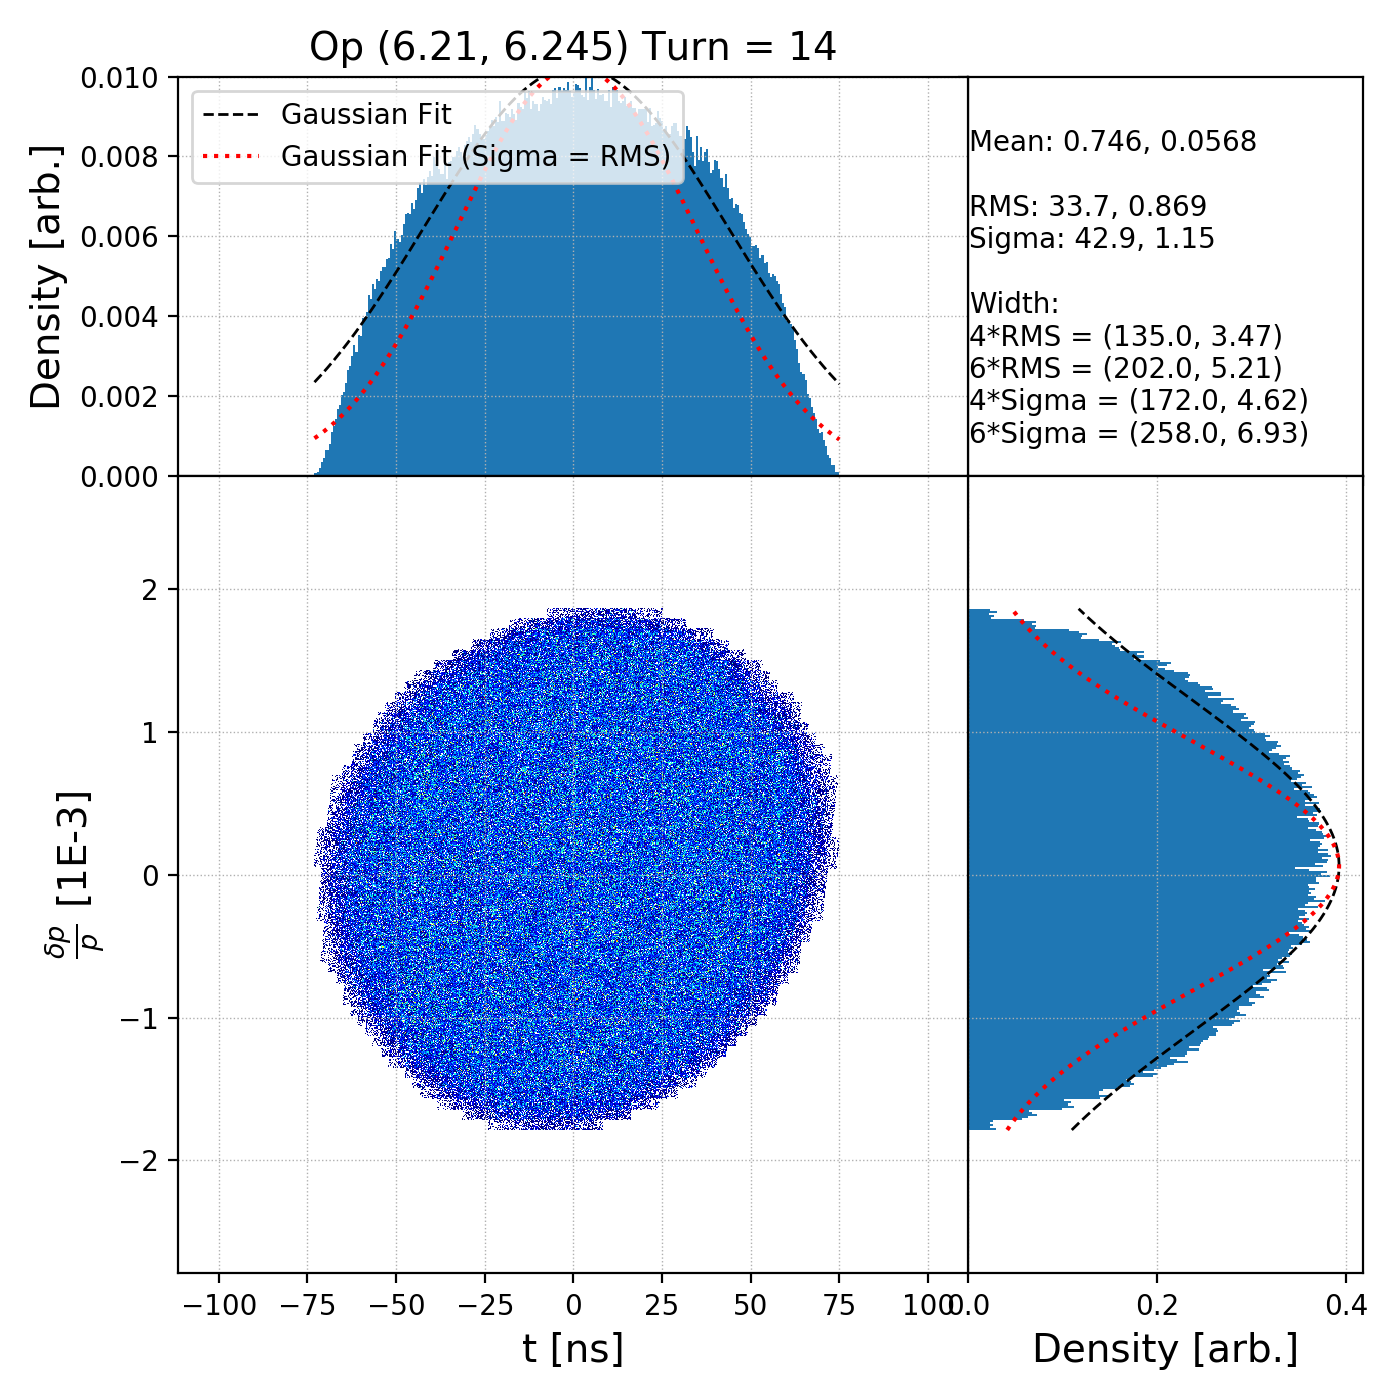 Op (6.21, 6.245) Turn = 14
0.010
0.008
0.006
0.004
0.002
0.000
Density [arb.]
Gaussian Fit
Gaussian Fit (Sigma = RMS)
Mean: 0.746, 0.0568
RMS: 33.7, 0.869
Sigma: 42.9, 1.15
Width:
4*RMS = (135.0, 3.47)
6*RMS = (202.0, 5.21)
4*Sigma = (172.0, 4.62)
6*Sigma = (258.0, 6.93)
2
1
0
−1
−2
δp/p [1E-3]
−100 −75 −50 −25 0 25 50 75 100
t [ns]
0.0 0.2 0.4
Density [arb.]